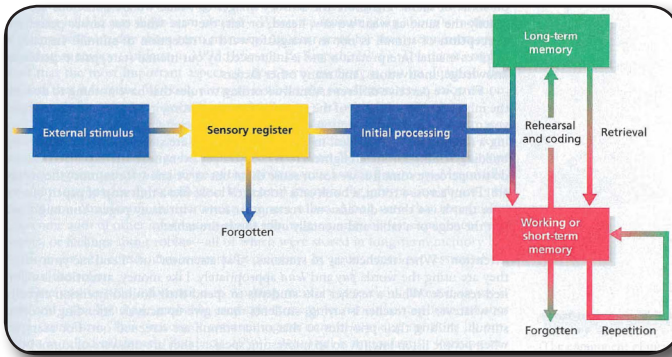 Long-term
memory
External stimulus
Sensory register
Initial processing
Rehearsal
and coding
Retrieval
Forgotten
Working or
short-term
memory
Forgotten
Repetition